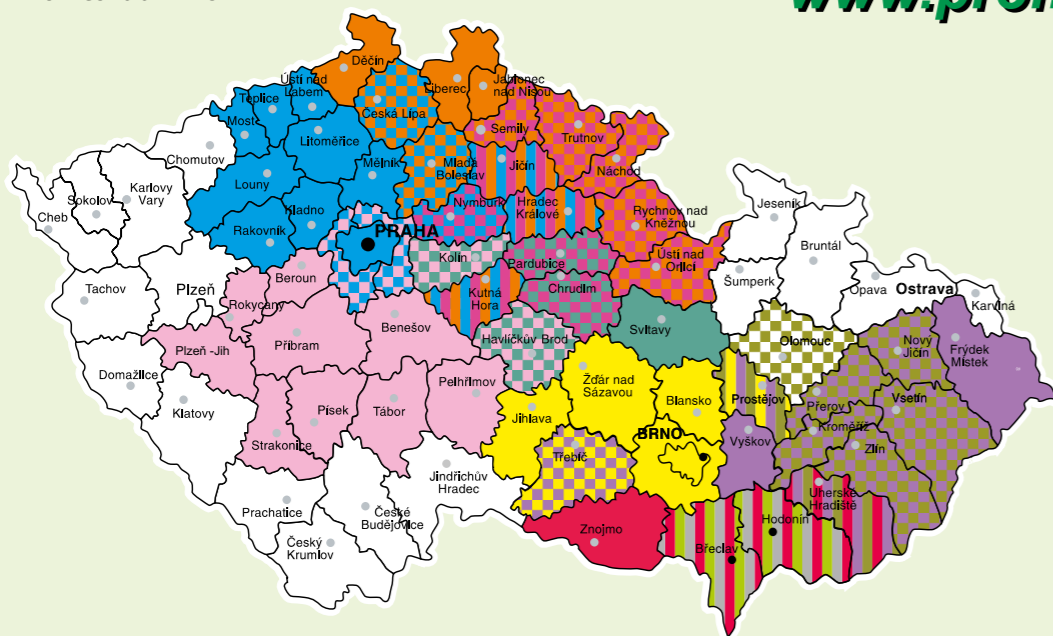 www.pro
Děčín
Ústí nad
Labem
Teplice
Most
Česká Lípa
Liberec
Jablonec
nad Nisou
Chomutov
Litoměřice
Semily
Trutnov
Mělník
Mladá
Boleslav
Jičín
Náchod
Karlovy
Vary
Sokolov
Cheb
Louny
Kladno
Nymburk
Hradec
Králové
Rychnov nad
Kněžnou
Jeseník
Rakovník
PRAHA
Kolín
Pardubice
Ústí nad
Orlicí
Bruntál
Šumperk
Opava
Ostrava
Karviná
Tachov
Plzeň
Rokycany
Beroun
Kutná
Hora
Chrudim
Benešov
Svitavy
Plzeň -Jih
Příbram
Havlíčkův Brod
Olomouc
Nový
Jičín
Frýdek
Místek
Domažlice
Klatovy
Písek
Tábor
Pelhřimov
Žďár nad
Sázavou
Blansko
Prostějov
Přerov
Vsetín
Jihlava
Strakonice
BRNO
Vyškov
Kroměříž
Zlín
Třebíč
Jindřichův
Hradec
Prachatice
České
Budějovice
Český
Krumlov
Znojmo
Uherské
Hradiště
Hodonín
Břeclav